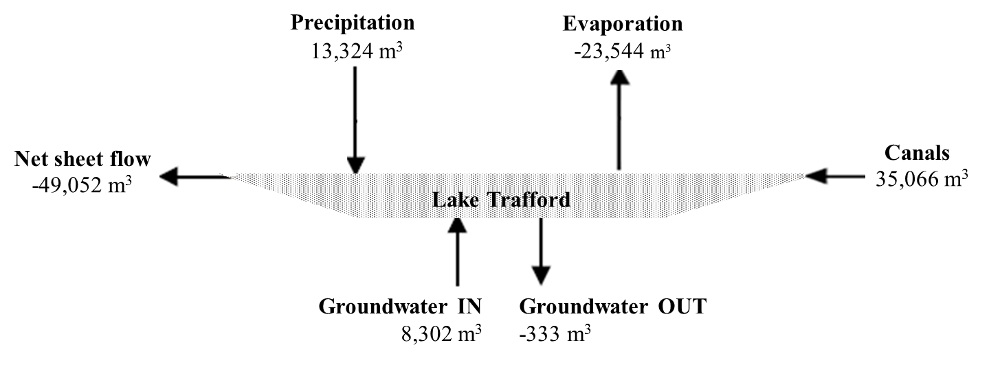 Precipitation
13,324 m³
Evaporation
-23,544 m³
Net sheet flow
-49,052 m³
Canals
35,066 m³
Lake Trafford
Groundwater IN
8,302 m³
Groundwater OUT
-333 m³